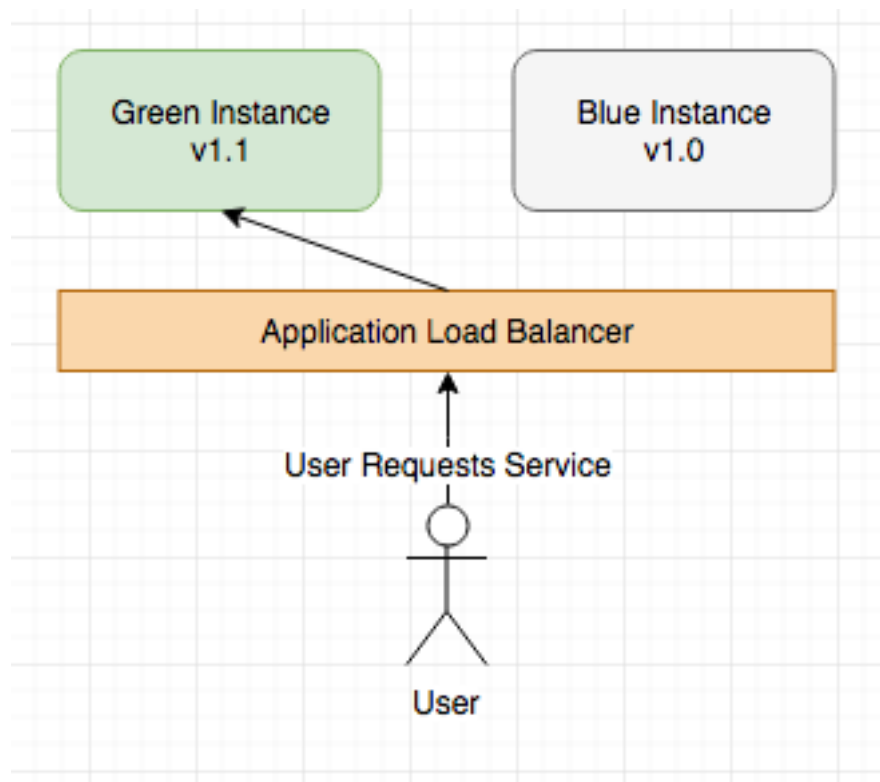 Green Instance
v1.1
Blue Instance
v1.0
Application Load Balancer
User Requests Service
User